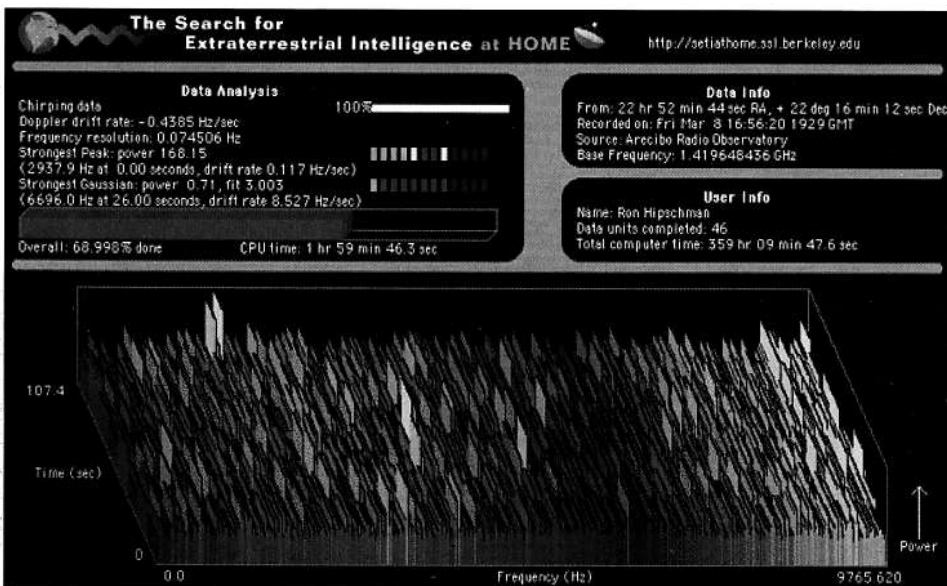 The Search for
Extraterrestrial Intelligence at HOME
http://setiathome.ssl.berkeley.edu
Data Analysis
Chirping data 100%
Doppler drift rate: -0.4385 Hz/sec
Frequency resolution: 0.074506 Hz
Strongest Peak: power 168.15
(2937.9 Hz at 0.00 seconds, drift rate 0.117 Hz/sec)
Strongest Gaussian: power 0.71, fit 3.003
(6696.0 Hz at 26.00 seconds, drift rate 8.527 Hz/sec)
Overall: 68.998% done CPU time: 1 hr 59 min 46.3 sec
Data Info
From: 22 hr 52 min 44 sec RA, + 22 deg 16 min 12 sec Dec
Recorded on: Fri Mar 8 16:56:20 1929 GMT
Source: Arecibo Radio Observatory
Base Frequency: 1.419648436 GHz
User Info
Name: Ron Hipschman
Data units completed: 46
Total computer time: 359 hr 09 min 47.6 sec
107.4
Time (sec)
0
Power
0.0 Frequency (Hz) 9765.620